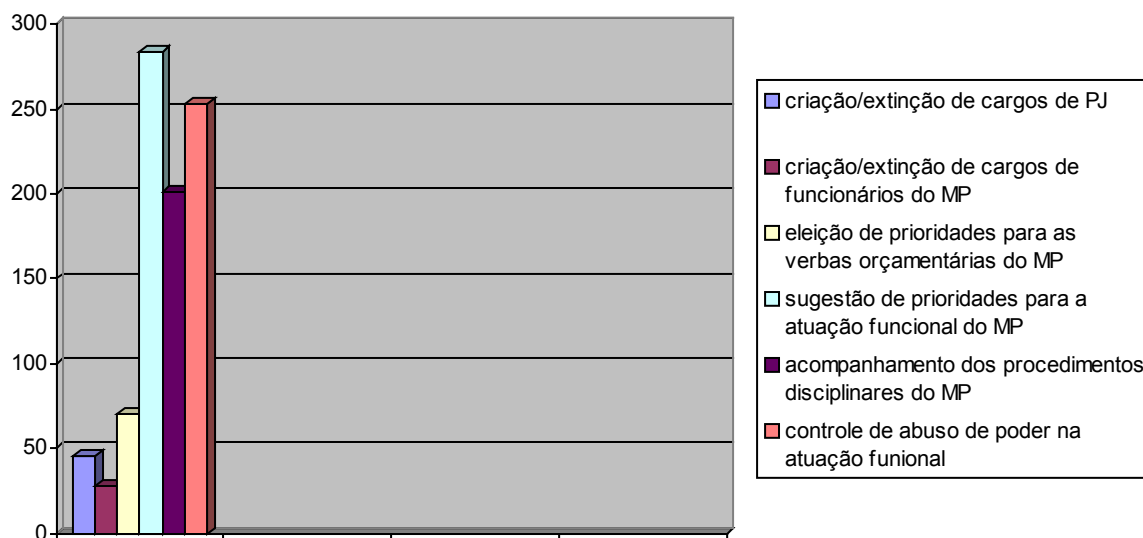 300
250
200
150
100
50
0
criação/extinção de cargos de PJ
criação/extinção de cargos de
funcionários do MP
eleição de prioridades para as
verbas orçamentárias do MP
sugestão de prioridades para a
atuação funcional do MP
acompanhamento dos procedimentos
disciplinares do MP
controle de abuso de poder na
atuação funional